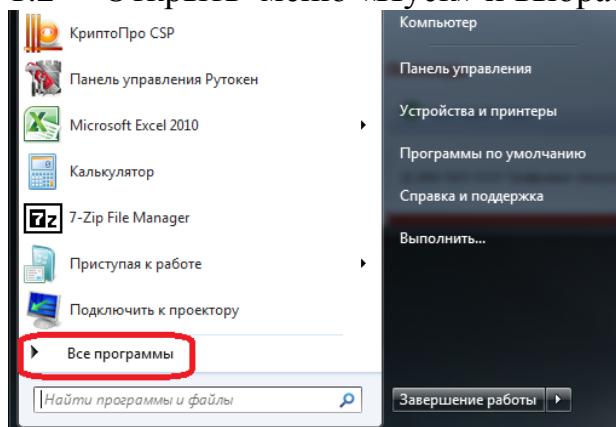 КриптоПро CSP
Панель управления Рутокен
Microsoft Excel 2010
Калькулятор
7-Zip File Manager
Приступая к работе
Подключить к проектору
Все программы
Найти программы и файлы
Компьютер
Панель управления
Устройства и принтеры
Программы по умолчанию
Справка и поддержка
Выполнить...
Завершение работы